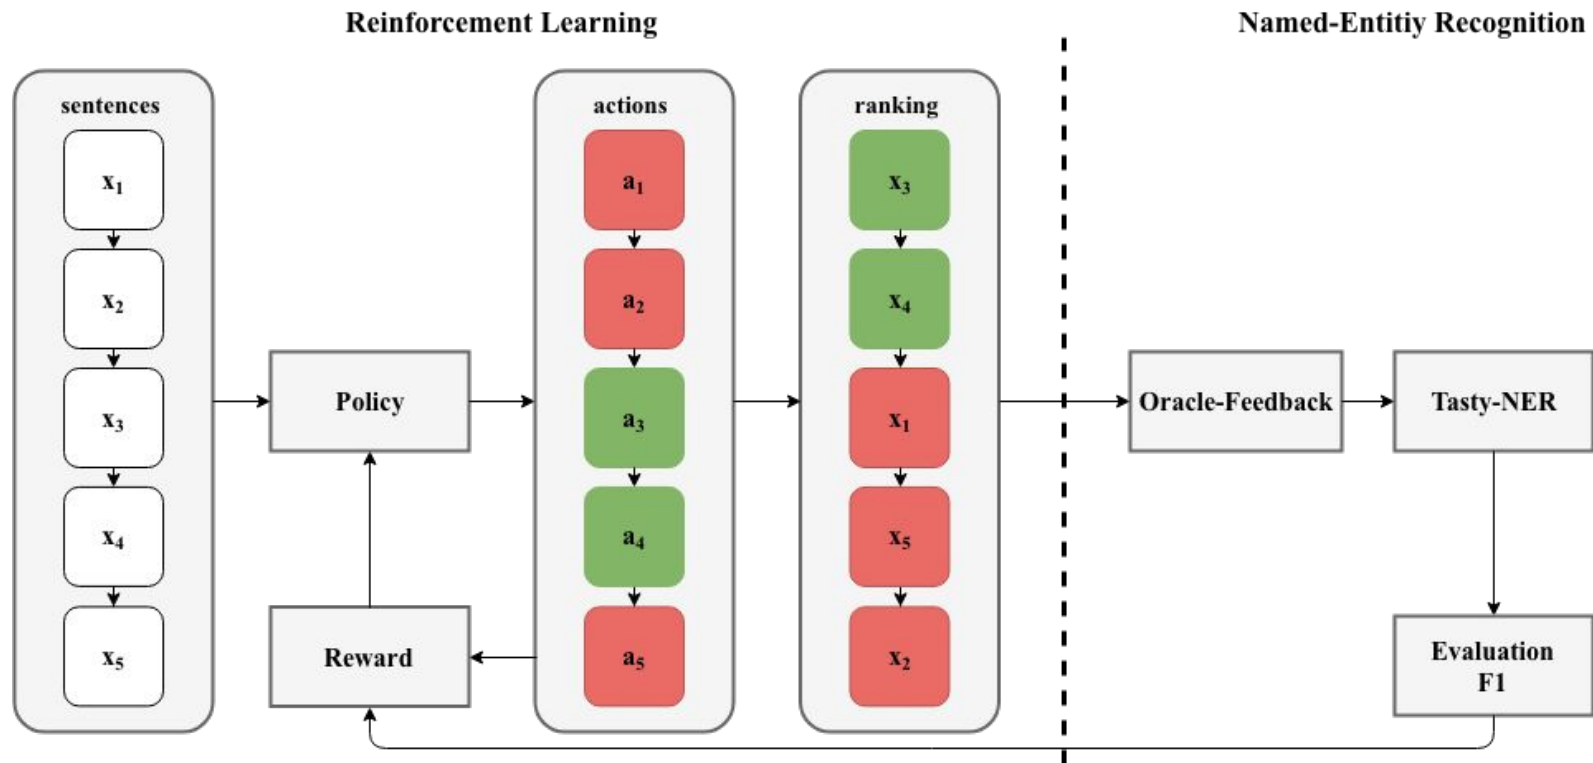 Reinforcement Learning
Named-Entitiy Recognition
sentences
x₁
x₂
x₃
x₄
x₅
Policy
Reward
actions
a₁
a₂
a₃
a₄
a₅
ranking
x₃
x₄
x₁
x₅
x₂
Oracle-Feedback
Tasty-NER
Evaluation
F1